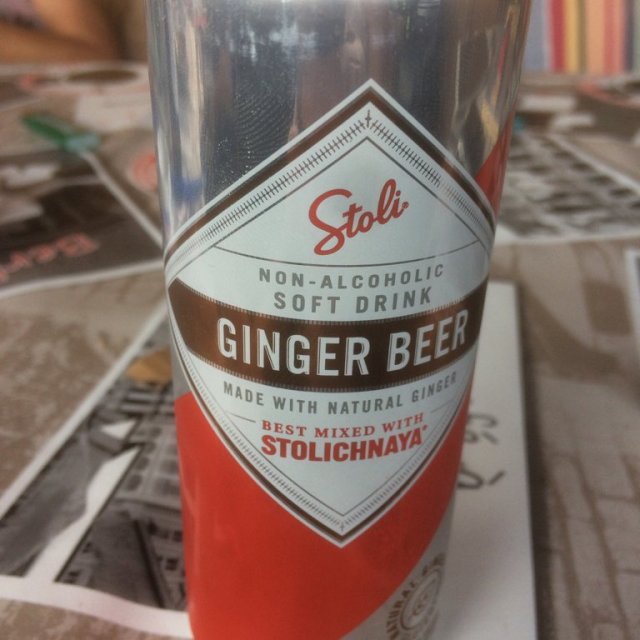 Stoli
NON-ALCOHOLIC
SOFT DRINK
GINGER BEER
MADE WITH NATURAL GINGER
BEST MIXED WITH
STOLICHNAYA®